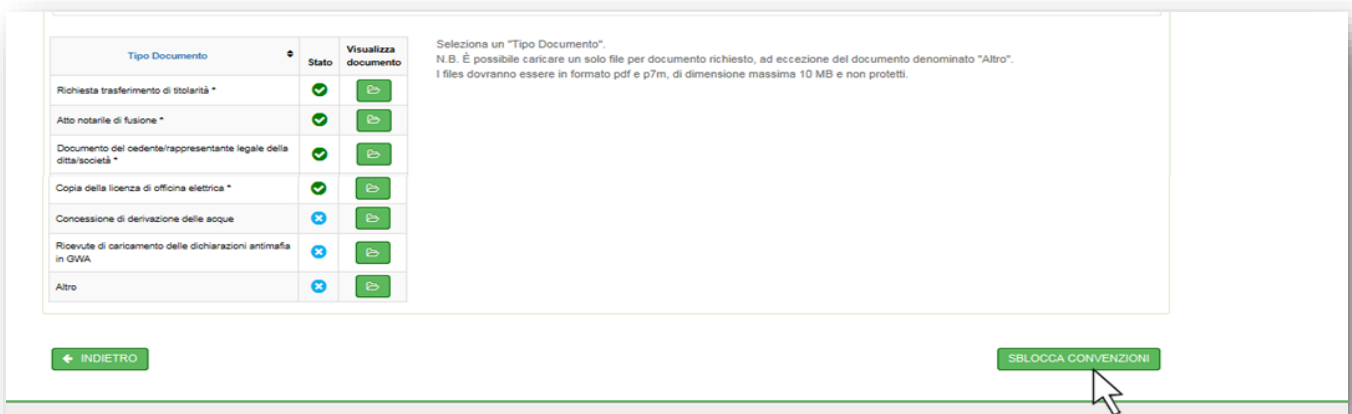 Tipo Documento
Stato
Visualizza
documento
Seleziona un "Tipo Documento".
N.B. È possibile caricare un solo file per documento richiesto, ad eccezione del documento denominato "Altro".
I files dovranno essere in formato pdf e p7m, di dimensione massima 10 MB e non protetti.
Richiesta trasferimento di titolarità *
Atto notarile di fusione *
Documento del cedente/rappresentante legale della
ditta/società *
Copia della licenza di officina elettrica *
Concessione di derivazione delle acque
Ricevute di caricamento delle dichiarazioni antimafia
in GWA
Altro
INDIETRO
SBLOCCA CONVENZIONI